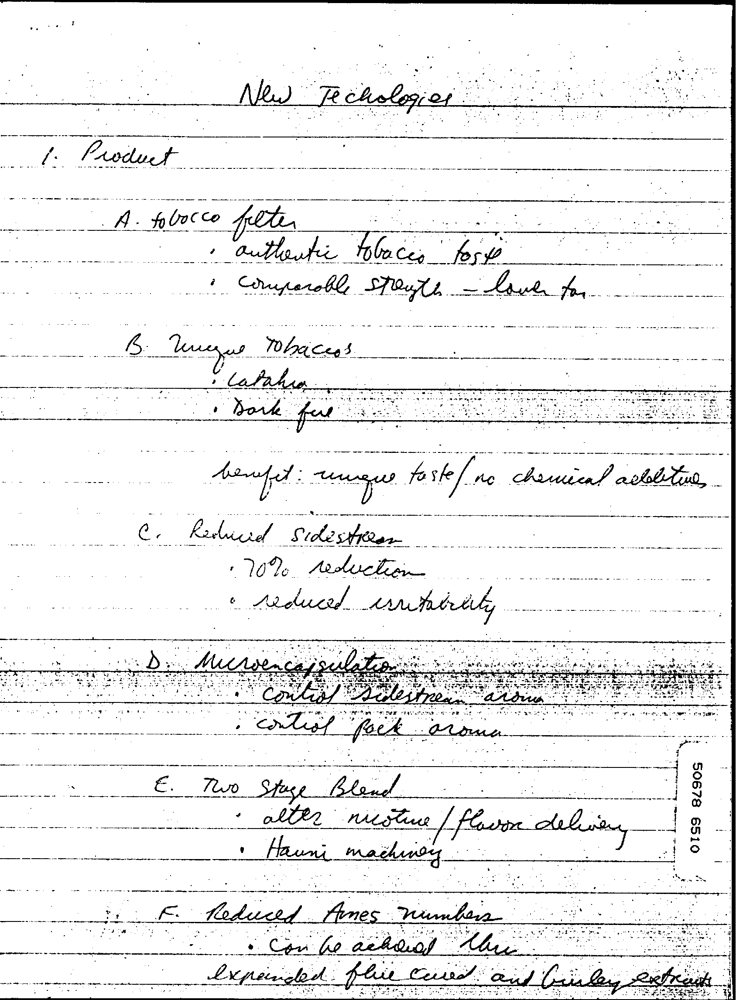 New Techologies
1. Product
A. tobacco filter
· authentic tobacco taste
· comparable strength – lower tar
B. Unique Tobaccos
· Catahra
· Dark fire
benefit: unique taste/no chemical additives
C. Reduced Sidestream
· 70% reduction
· reduced irritability
D. Microencapsulation
· control sidestream aroma
· control pack aroma
E. Two Stage Blend
· alter nicotine/flavor delivery
· Hauni machinery
F. Reduced Ames numbers
· can be achieved thru
expanded flue cured and burley extracts
50678 6510